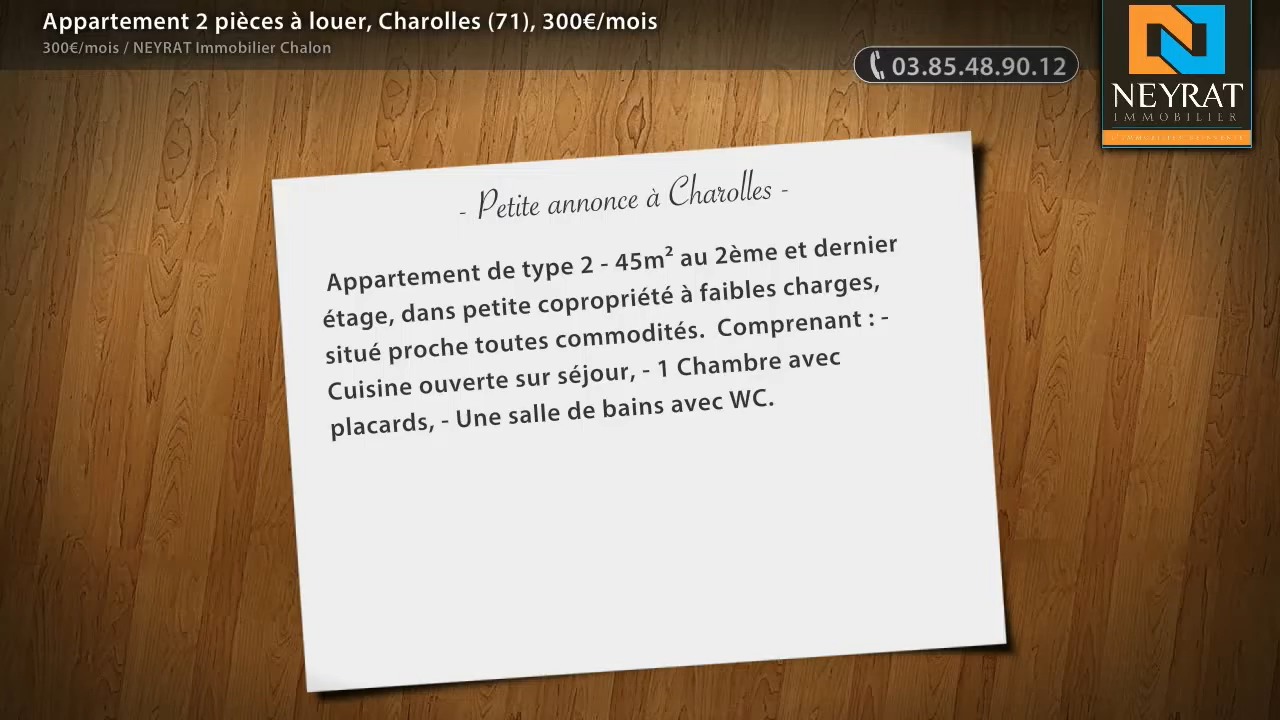 Appartement 2 pièces à louer, Charolles (71), 300€/mois
300€/mois / NEYRAT Immobilier Chalon
03.85.48.90.12
NEYRAT
IMMOBILIER
- Petite annonce à Charolles -
Appartement de type 2 - 45m² au 2ème et dernier
étage, dans petite copropriété à faibles charges,
situé proche toutes commodités.  Comprenant : -
Cuisine ouverte sur séjour, - 1 Chambre avec
placards, - Une salle de bains avec WC.